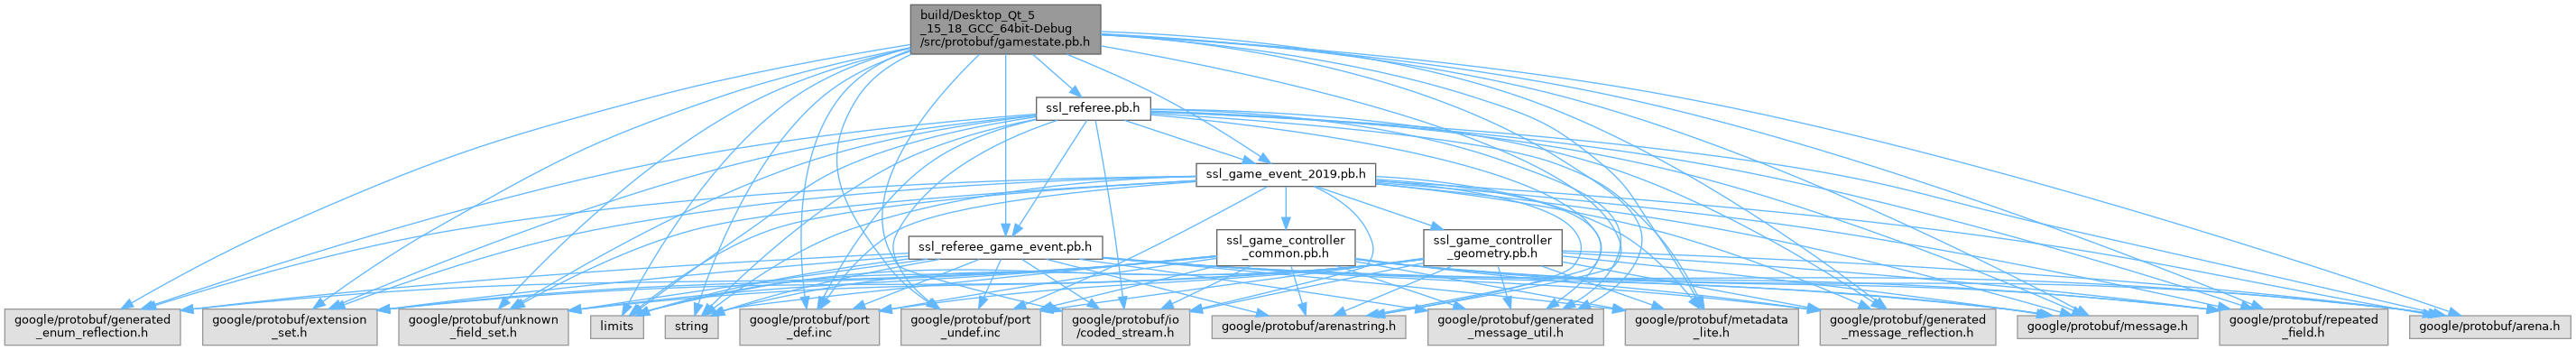 build/Desktop_Qt_5
_15_18_GCC_64bit-Debug
/src/protobuf/gamestate.pb.h
ssl_referee.pb.h
ssl_game_event_2019.pb.h
ssl_referee_game_event.pb.h
ssl_game_controller
_common.pb.h
ssl_game_controller
_geometry.pb.h
google/protobuf/generated
_enum_reflection.h
google/protobuf/extension
_set.h
google/protobuf/unknown
_field_set.h
limits
string
google/protobuf/port
_def.inc
google/protobuf/port
_undef.inc
google/protobuf/io
/coded_stream.h
google/protobuf/arenastring.h
google/protobuf/generated
_message_util.h
google/protobuf/metadata
_lite.h
google/protobuf/generated
_message_reflection.h
google/protobuf/message.h
google/protobuf/repeated
_field.h
google/protobuf/arena.h